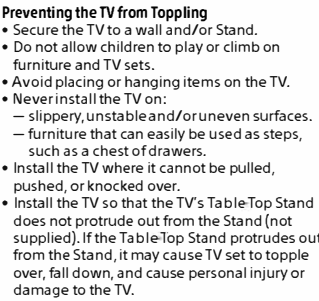 Preventing the TV from Toppling
• Secure the TV to a wall and/or Stand.
• Do not allow children to play or climb on
furniture and TV sets.
• Avoid placing or hanging items on the TV.
• Never install the TV on:
— slippery, unstable and/or uneven surfaces.
— furniture that can easily be used as steps,
such as a chest of drawers.
• Install the TV where it cannot be pulled,
pushed, or knocked over.
• Install the TV so that the TV's Table-Top Stand
does not protrude out from the Stand (not
supplied). If the Table-Top Stand protrudes out
from the Stand, it may cause TV set to topple
over, fall down, and cause personal injury or
damage to the TV.